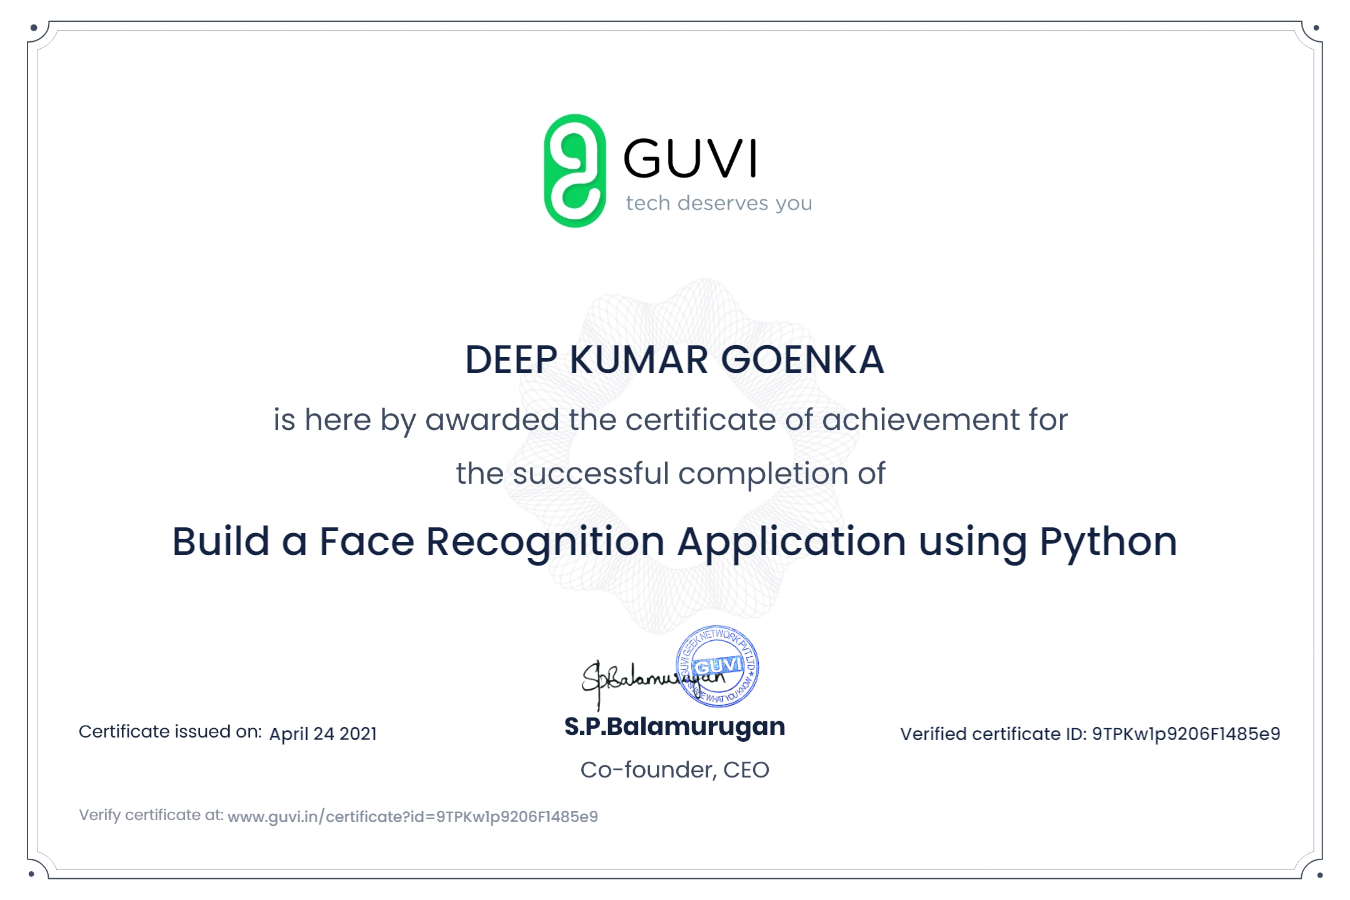 GUVI
tech deserves you
DEEP KUMAR GOENKA
is here by awarded the certificate of achievement for
the successful completion of
Build a Face Recognition Application using Python
SpBalamurugan
GUVI GEEK NETWORK PVT LTD
GUVI
WHAT YOU KNOW
S.P.Balamurugan
Co-founder, CEO
Certificate issued on: April 24 2021
Verified certificate ID: 9TPKw1p9206F1485e9
Verify certificate at: www.guvi.in/certificate?id=9TPKw1p9206F1485e9